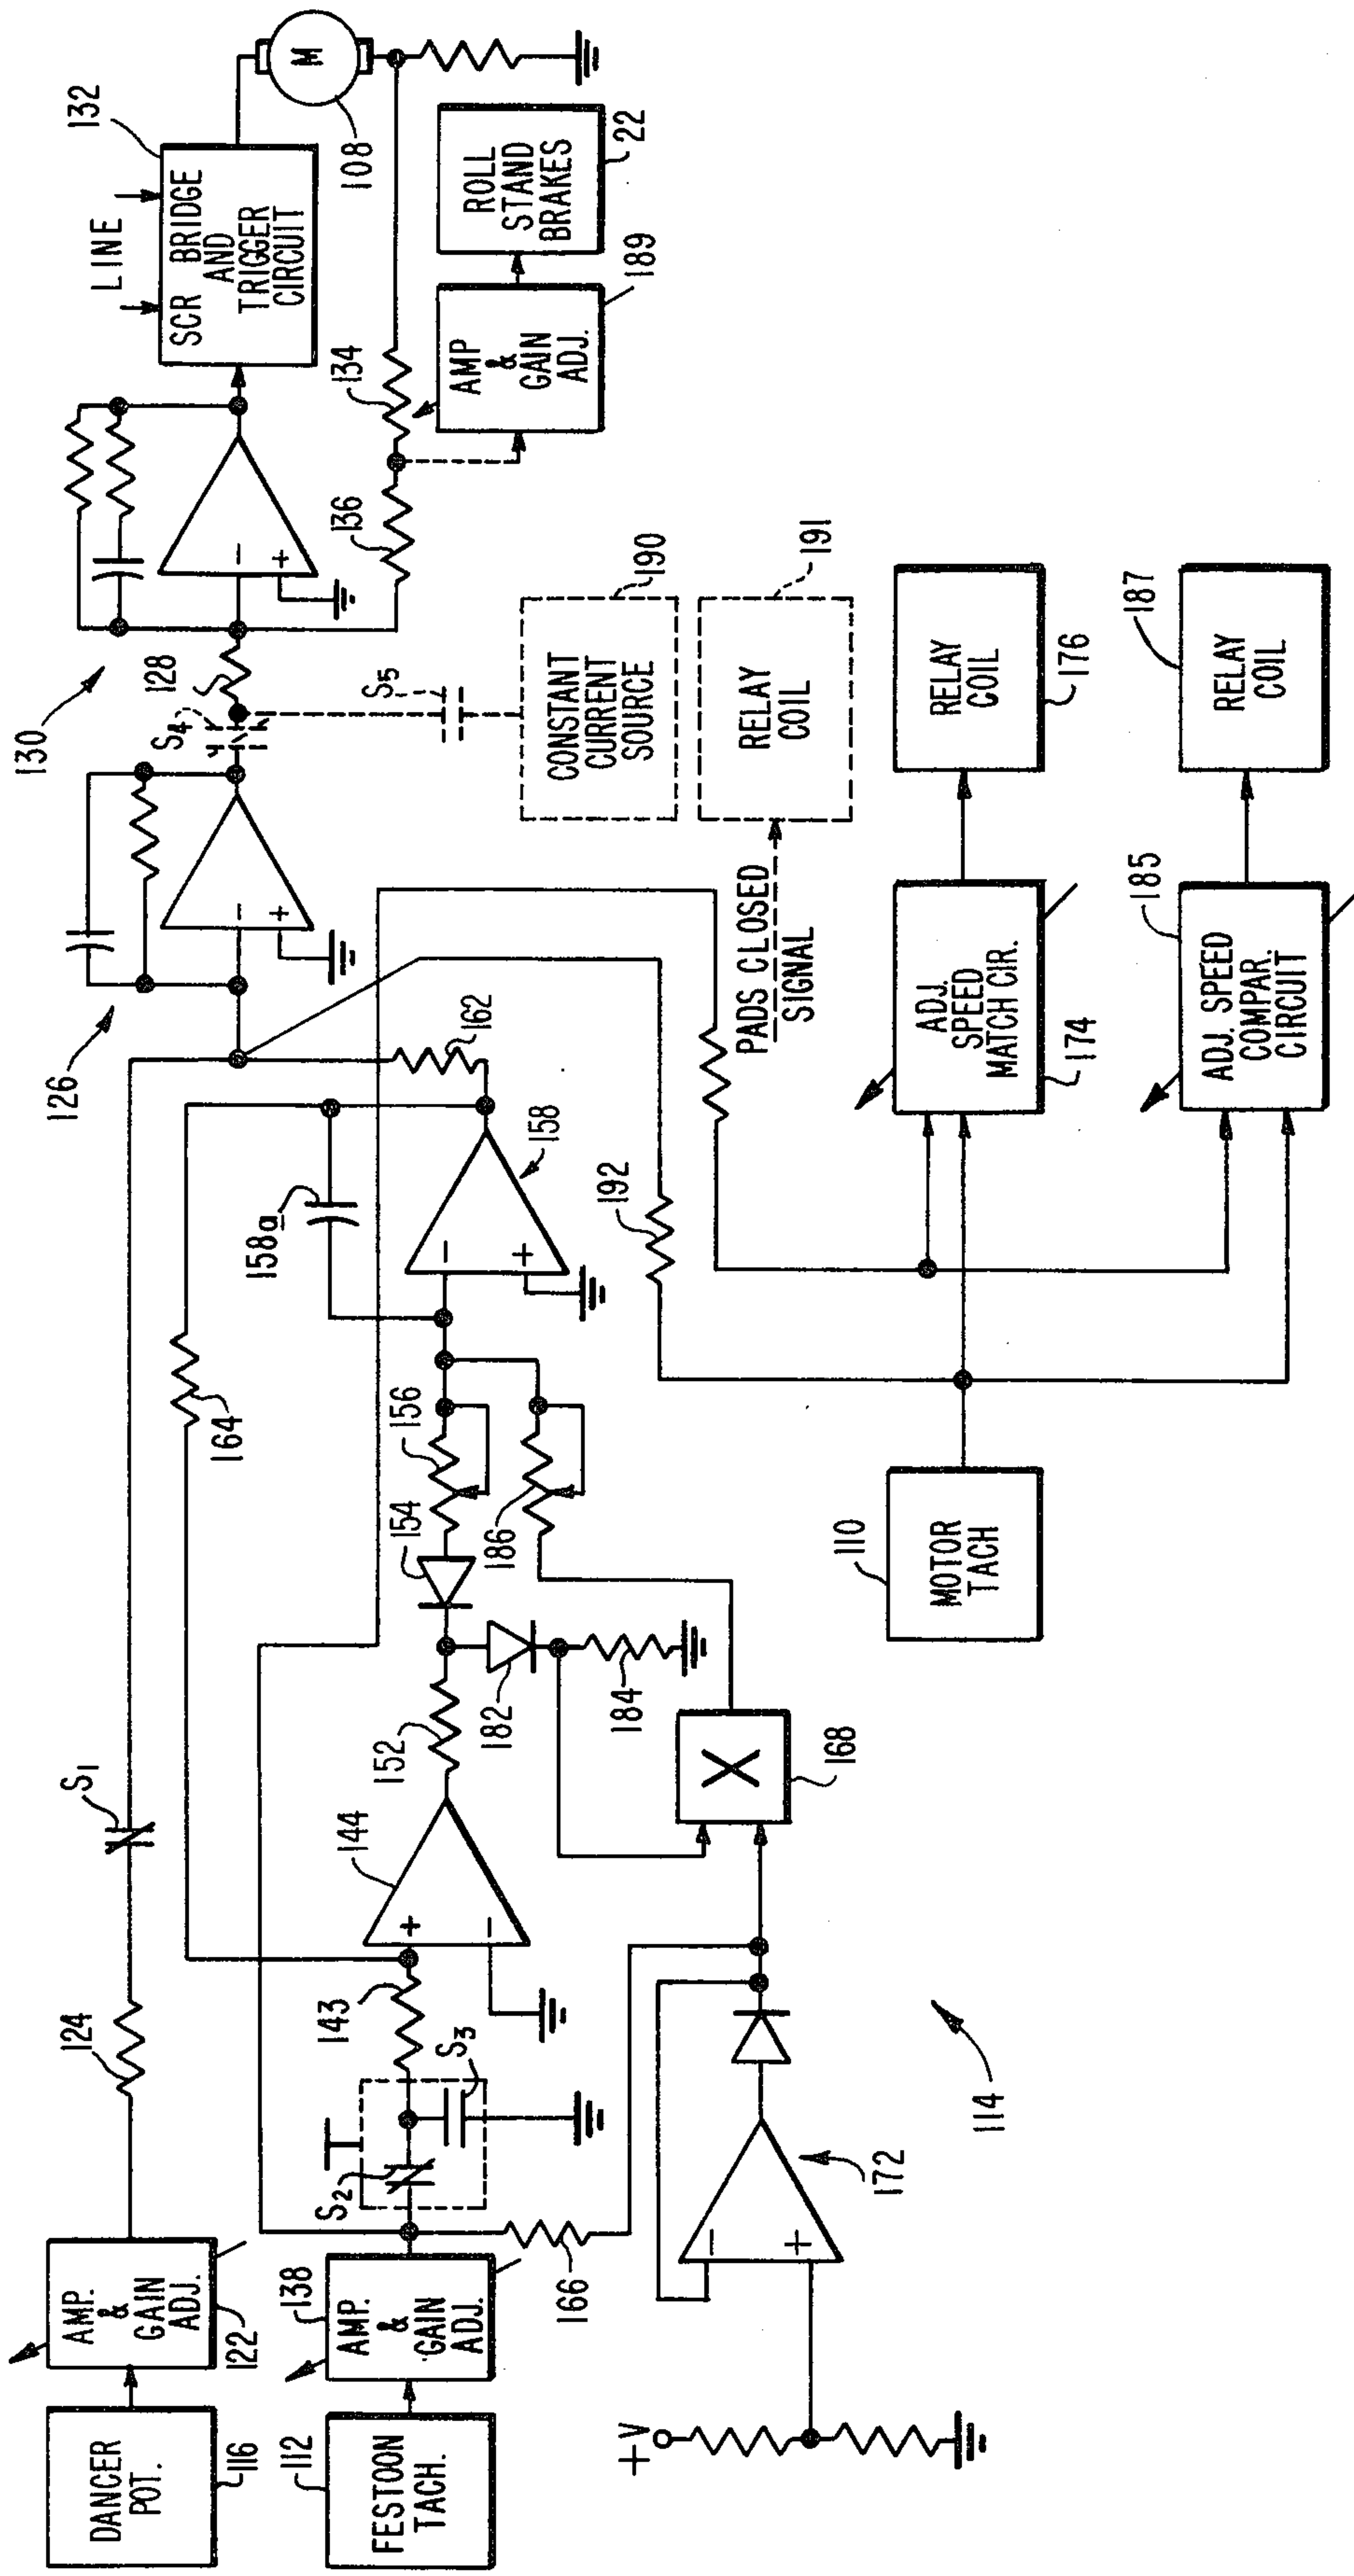 DANCER
POT.
116
AMP.
&
GAIN
ADJ.
122
124
S1
FESTOON
TACH.
112
AMP.
&
GAIN
ADJ.
138
S2
S3
T
143
144
152
154
156
158
158a
162
164
166
+V
172
114
X
168
182
184
186
126
S4
128
130
S5
SCR BRIDGE
AND
TRIGGER
CIRCUIT
132
LINE
M
108
134
136
AMP
&
GAIN
ADJ.
189
ROLL
STAND
BRAKES
22
CONSTANT
CURRENT
SOURCE
190
RELAY
COIL
191
PADS CLOSED
SIGNAL
192
MOTOR
TACH
110
ADJ.
SPEED
MATCH CIR.
174
RELAY
COIL
176
ADJ. SPEED
COMPAR.
CIRCUIT
185
RELAY
COIL
187